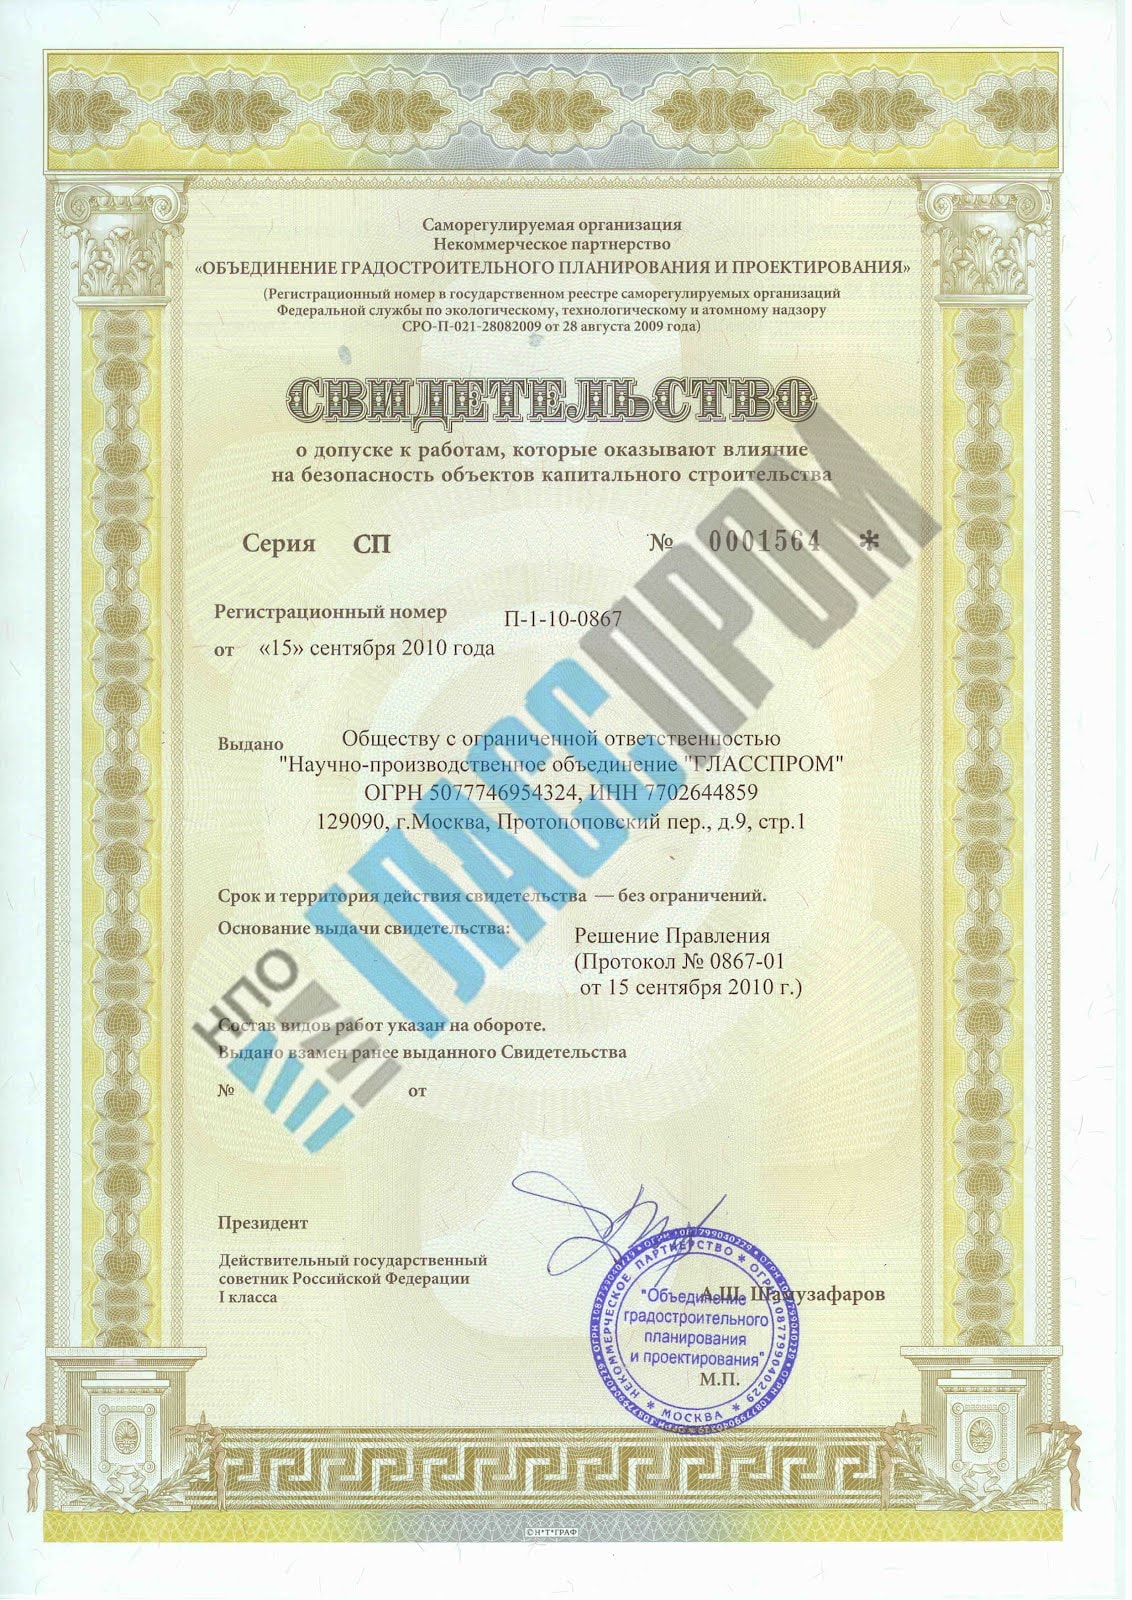 Саморегулируемая организация
Некоммерческое партнерство
«ОБЪЕДИНЕНИЕ ГРАДОСТРОИТЕЛЬНОГО ПЛАНИРОВАНИЯ И ПРОЕКТИРОВАНИЯ»
(Регистрационный номер в государственном реестре саморегулируемых организаций
Федеральной службы по экологическому, технологическому и атомному надзору
СРО-П-021-28082009 от 28 августа 2009 года)
СВИДЕТЕЛЬСТВО
о допуске к работам, которые оказывают влияние
на безопасность объектов капитального строительства
Серия СП № 0001564 *
Регистрационный номер П-1-10-0867
от «15» сентября 2010 года
Выдано Обществу с ограниченной ответственностью
"Научно-производственное объединение "ГЛАССПРОМ"
ОГРН 5077746954324, ИНН 7702644859
129090, г.Москва, Протопоповский пер., д.9, стр.1
Срок и территория действия свидетельства — без ограничений.
Основание выдачи свидетельства: Решение Правления
(Протокол № 0867-01
от 15 сентября 2010 г.)
Состав видов работ указан на обороте.
Выдано взамен ранее выданного Свидетельства
№ от
НПО ГЛАССПРОМ
Президент
Действительный государственный
советник Российской Федерации
I класса
А.Ш. Шамузафаров
НЕКОММЕРЧЕСКОЕ ПАРТНЕРСТВО * ОГРН 1087799040229 * МОСКВА *
"Объединение
градостроительного
планирования
и проектирования"
М.П.
© Н*Т*ГРАФ